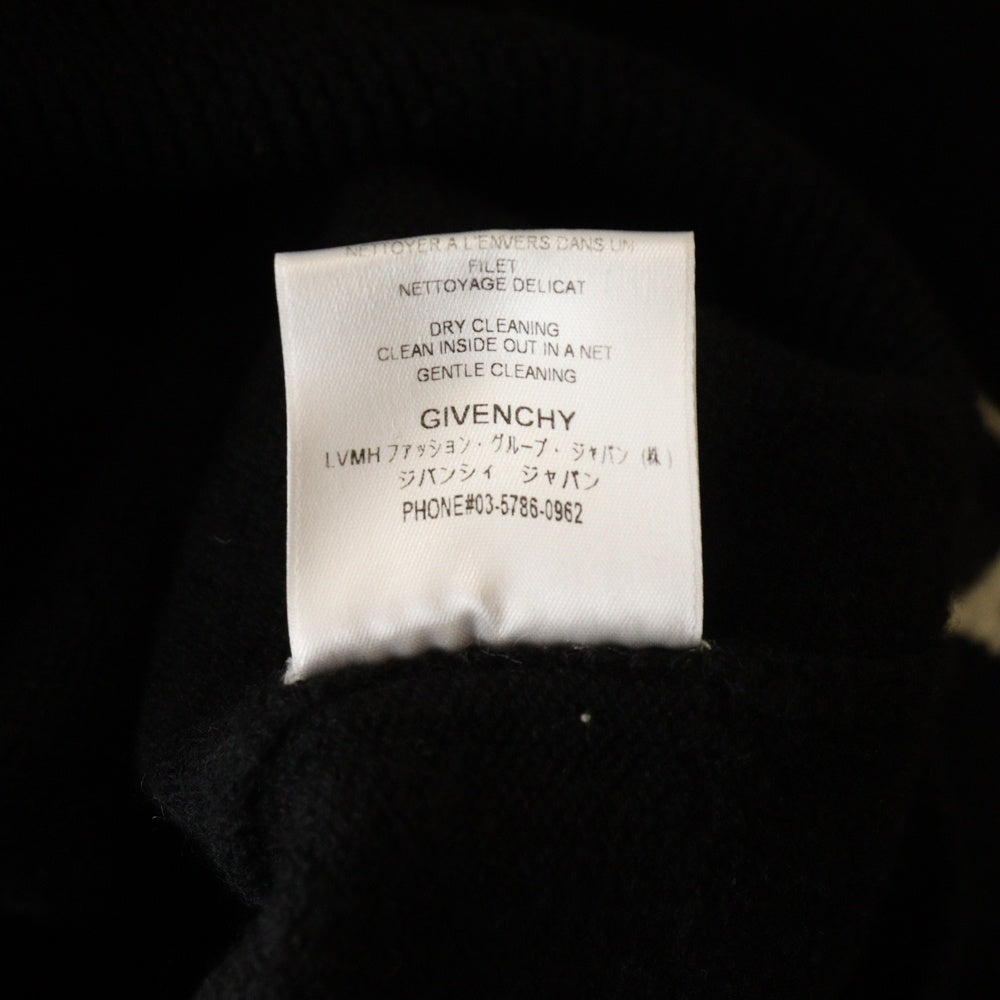 NETTOYER A L'ENVERS DANS UN
FILET
NETTOYAGE DELICAT
DRY CLEANING
CLEAN INSIDE OUT IN A NET
GENTLE CLEANING
GIVENCHY
LVMH ファッション・グループ・ジャパン (株)
ジバンシィ ジャパン
PHONE#03-5786-0962